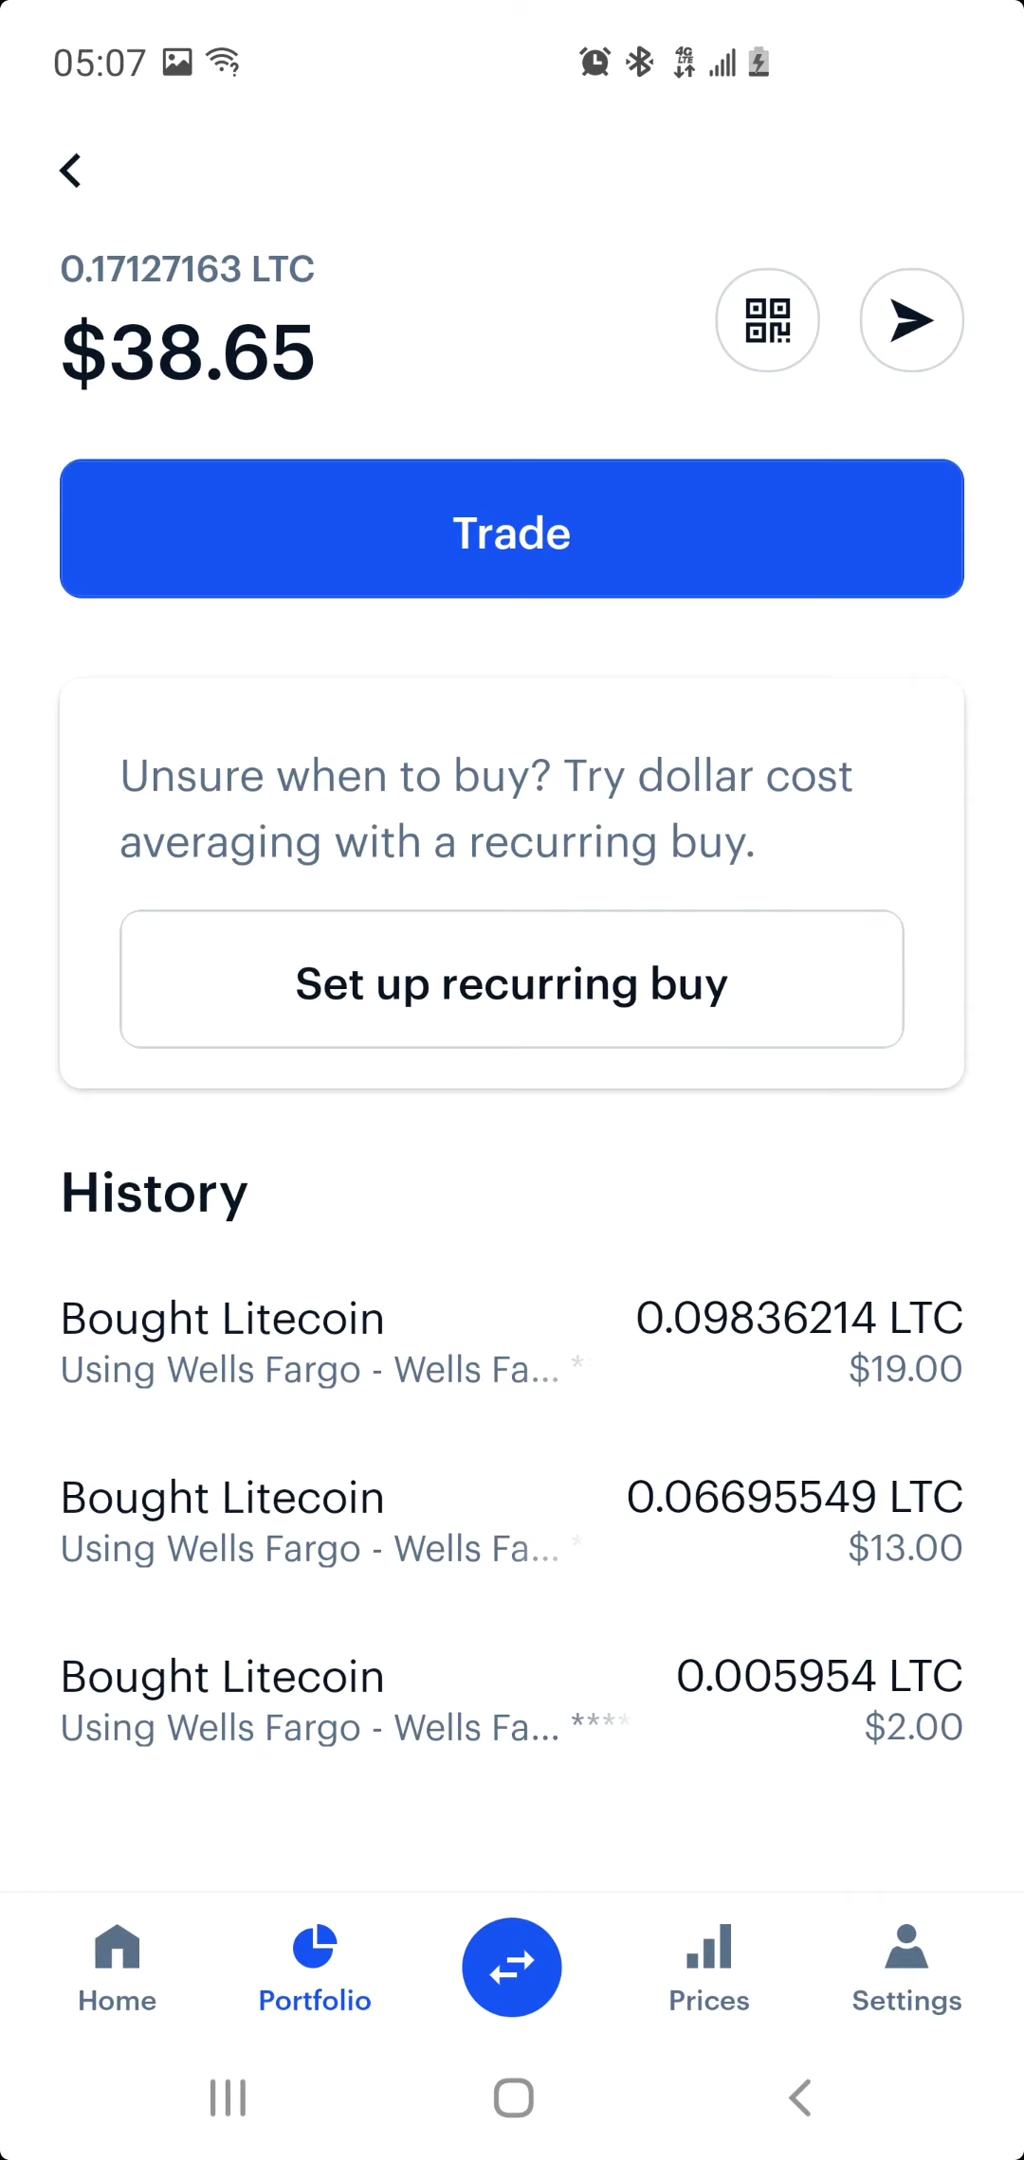 05:07
4G LTE
0.17127163 LTC
$38.65
Trade
Unsure when to buy? Try dollar cost
averaging with a recurring buy.
Set up recurring buy
History
Bought Litecoin 0.09836214 LTC
Using Wells Fargo - Wells Fa... * $19.00
Bought Litecoin 0.06695549 LTC
Using Wells Fargo - Wells Fa... * $13.00
Bought Litecoin 0.005954 LTC
Using Wells Fargo - Wells Fa... **** $2.00
Home Portfolio Prices Settings